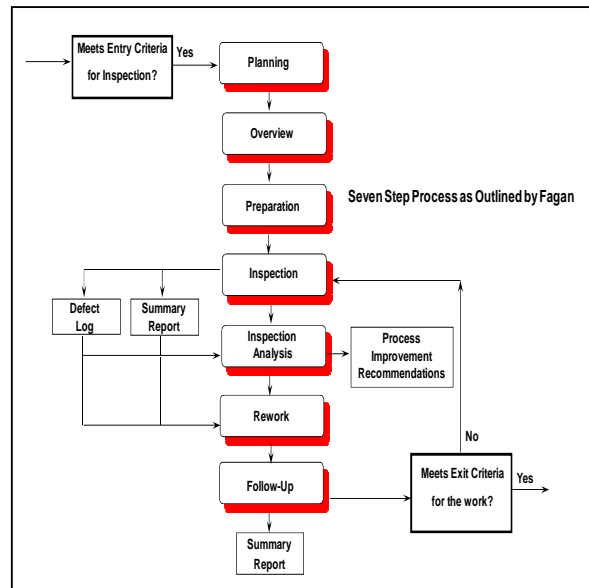 Meets Entry Criteria
for Inspection?
Yes
Planning
Overview
Preparation
Seven Step Process as Outlined by Fagan
Inspection
Defect
Log
Summary
Report
Inspection
Analysis
Process
Improvement
Recommendations
Rework
No
Follow-Up
Meets Exit Criteria
for the work?
Yes
Summary
Report